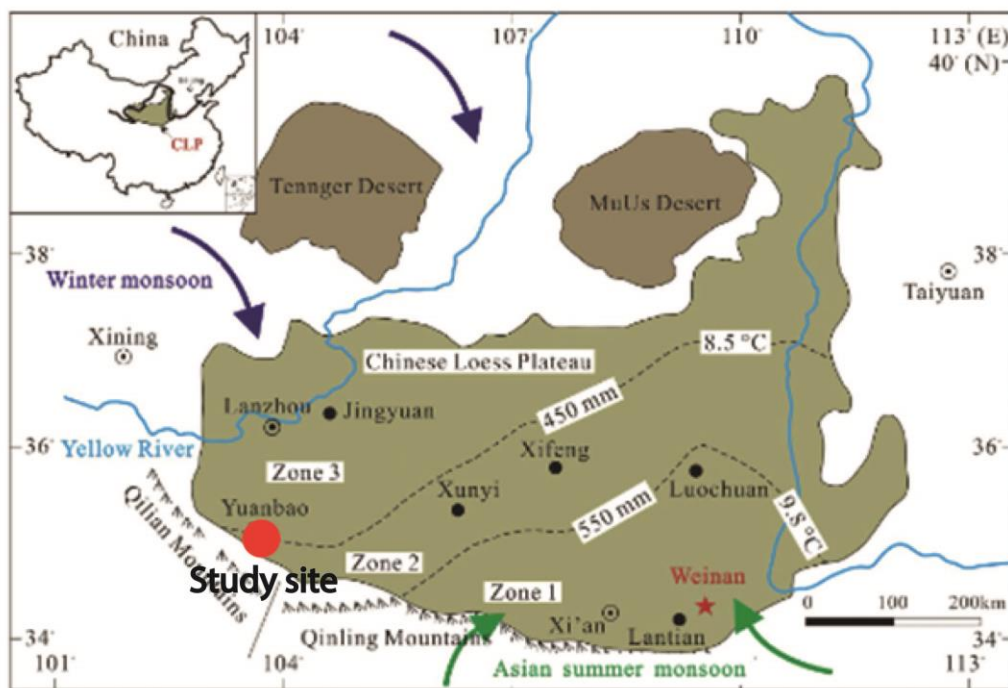 China
CLP
104°
107°
110°
113° (E)
40° (N)
Tennger Desert
MuUs Desert
38°
38°
Winter monsoon
Taiyuan
Xining
8.5 °C
Chinese Loess Plateau
450 mm
Lanzhou
Jingyuan
Yellow River
36°
36°
Zone 3
Xifeng
Xunyi
Luochuan
Yuanbao
550 mm
9.8 °C
Qilian Mountains
Zone 2
Study site
Zone 1
Weinan
0 100 200km
Xi'an
Lantian
Qinling Mountains
34°
34°
Asian summer monsoon
101°
104°
107°
110°
113°